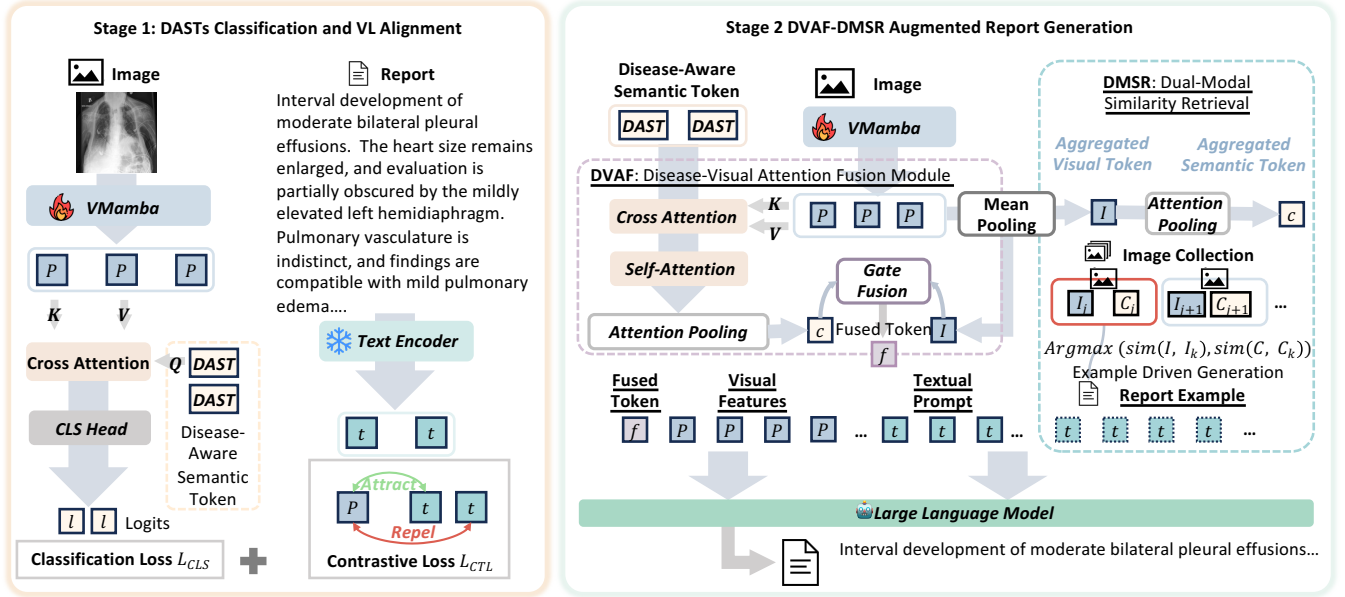 Stage 1: DASTs Classification and VL Alignment
Image
VMamba
P P P
K V
Cross Attention
Q DAST
DAST
Disease-
Aware
Semantic
Token
CLS Head
l l Logits
Classification Loss L_CLS
Report
Interval development of
moderate bilateral pleural
effusions. The heart size remains
enlarged, and evaluation is
partially obscured by the mildly
elevated left hemidiaphragm.
Pulmonary vasculature is
indistinct, and findings are
compatible with mild pulmonary
edema....
Text Encoder
t t
Attract
P t t
Repel
Contrastive Loss L_CTL
Stage 2 DVAF-DMSR Augmented Report Generation
Disease-Aware
Semantic Token
DAST DAST
Image
VMamba
DVAF: Disease-Visual Attention Fusion Module
Cross Attention
K
V
P P P
Mean
Pooling
Self-Attention
Gate
Fusion
Attention Pooling
c Fused Token I
f
DMSR: Dual-Modal
Similarity Retrieval
Aggregated
Visual Token
Aggregated
Semantic Token
I
Attention
Pooling
c
Image Collection
I_j C_j I_{j+1} C_{j+1} ...
Argmax (sim(I, I_k), sim(C, C_k))
Example Driven Generation
Report Example
t t t t ...
Fused
Token
Visual
Features
Textual
Prompt
f P P P P ... t t t ...
Large Language Model
Interval development of moderate bilateral pleural effusions...